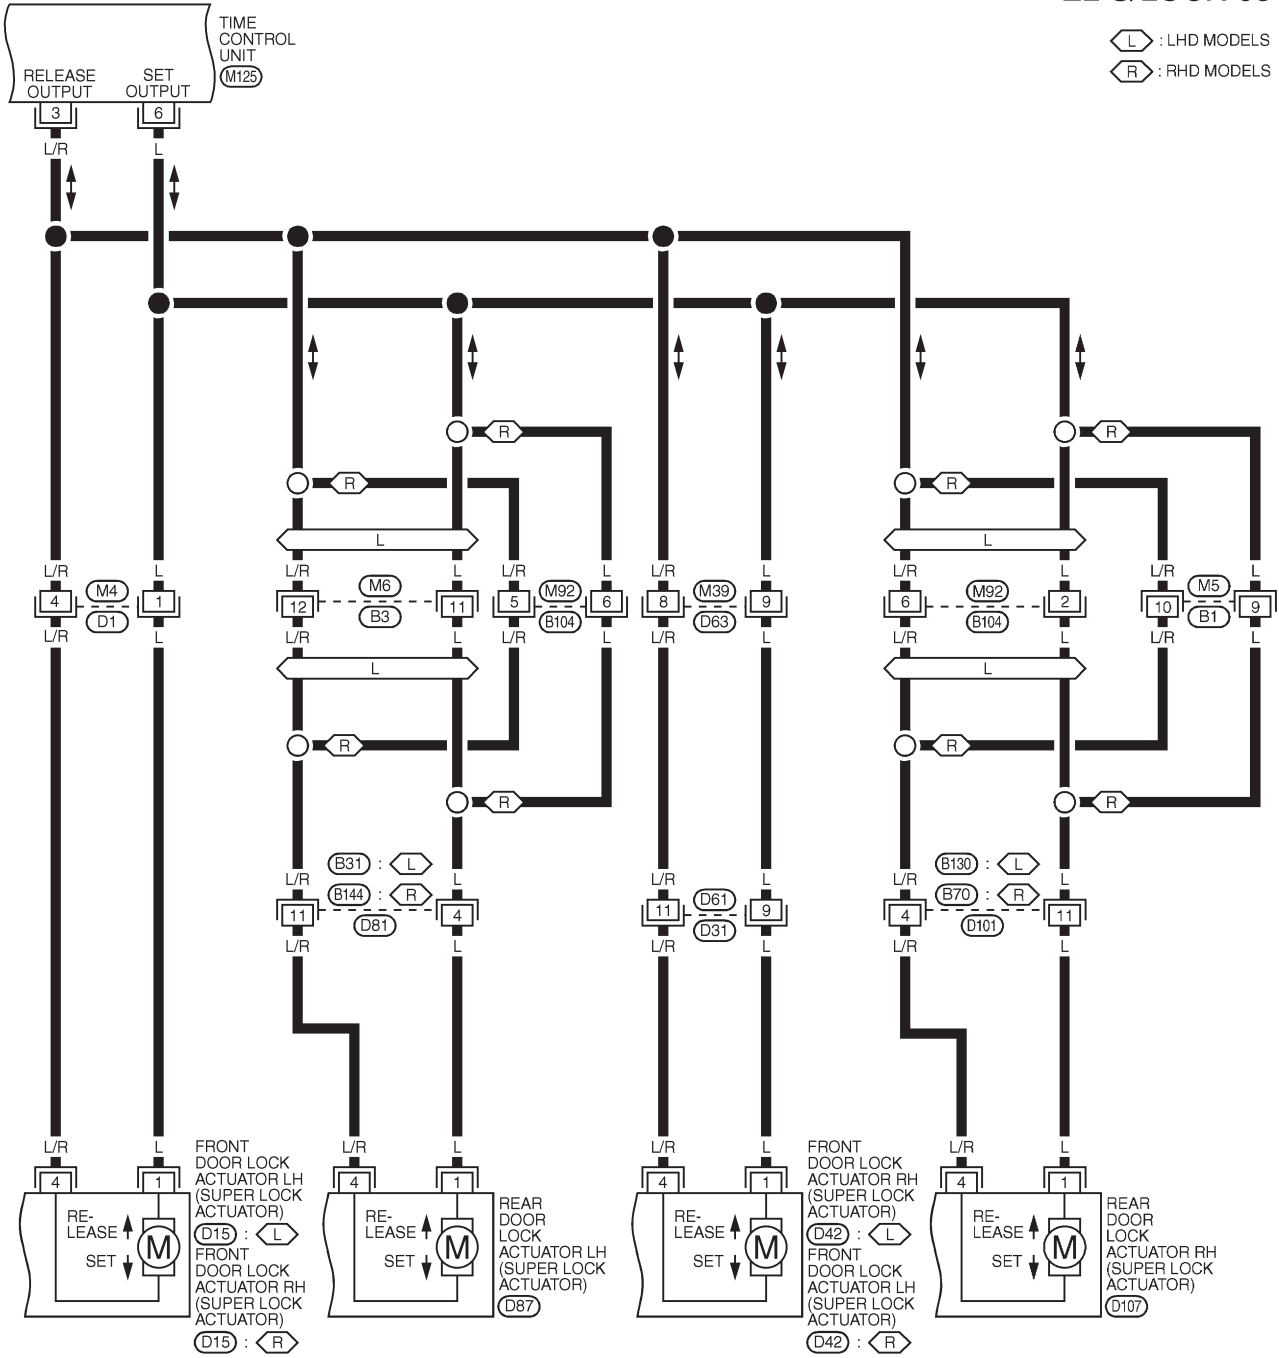 TIME
CONTROL
UNIT
M125
L : LHD MODELS
R : RHD MODELS
RELEASE OUTPUT
SET OUTPUT
3 6
L/R L
R R
R R
L L
L/R L L/R L L/R L L/R L L/R L L/R L
4 M4 1 12 M6 11 5 M92 6 8 M39 9 6 M92 2 10 M5 9
D1 B3 B104 D63 B104 B1
L/R L L/R L L/R L L/R L L/R L L/R L
L L
R R
R R
B31 : L B130 : L
L/R B144 : R L L/R D61 L L/R B70 : R L
11 4 11 9 4 11
D81 D31 D101
L/R L L/R L L/R L
L/R L L/R L L/R L L/R L
4 1 4 1 4 1 4 1
RE-
LEASE
SET
M
FRONT
DOOR LOCK
ACTUATOR LH
(SUPER LOCK
ACTUATOR)
D15 : L
FRONT
DOOR LOCK
ACTUATOR RH
(SUPER LOCK
ACTUATOR)
D15 : R
RE-
LEASE
SET
M
REAR
DOOR
LOCK
ACTUATOR LH
(SUPER LOCK
ACTUATOR)
D87
RE-
LEASE
SET
M
FRONT
DOOR LOCK
ACTUATOR RH
(SUPER LOCK
ACTUATOR)
D42 : L
FRONT
DOOR LOCK
ACTUATOR LH
(SUPER LOCK
ACTUATOR)
D42 : R
RE-
LEASE
SET
M
REAR
DOOR
LOCK
ACTUATOR RH
(SUPER LOCK
ACTUATOR)
D107